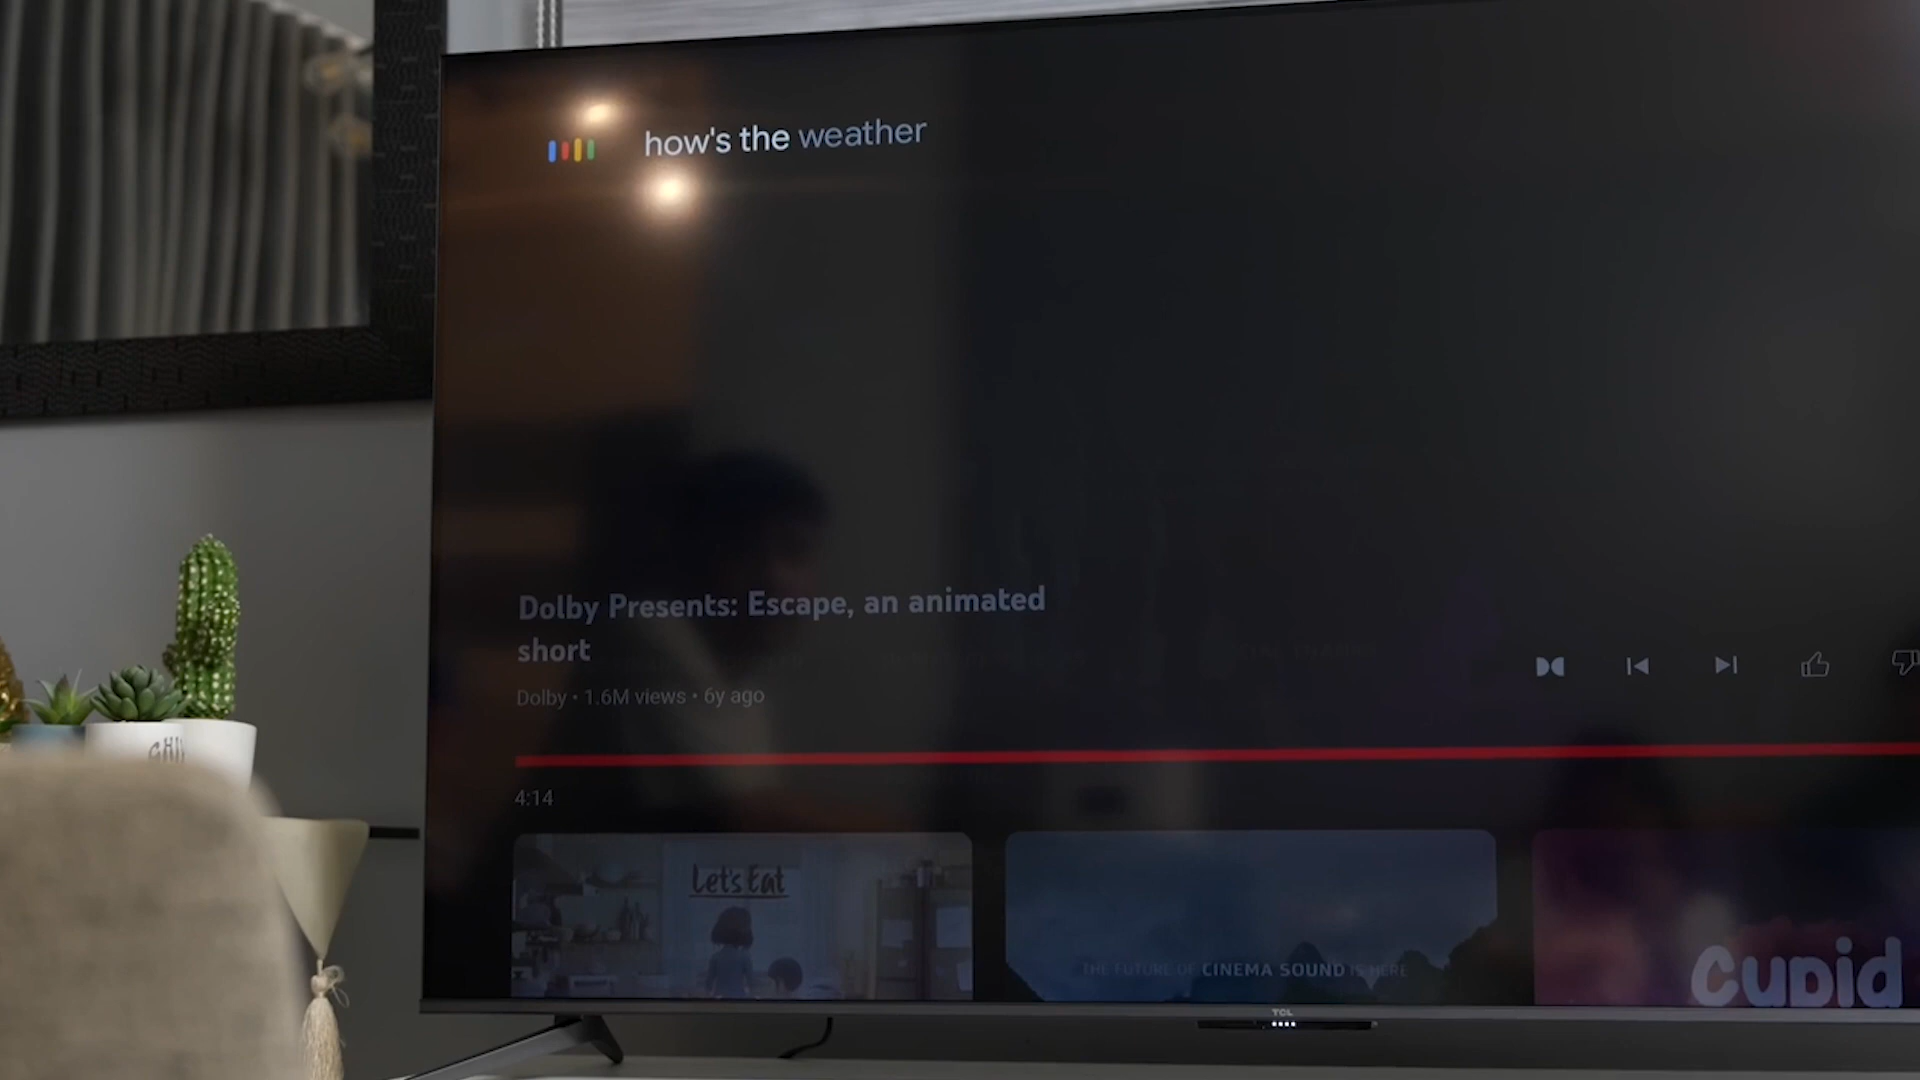 how's the weather
Dolby Presents: Escape, an animated
short
Dolby • 1.6M views • 6y ago
4:14
Let's Eat
THE FUTURE OF CINEMA SOUND IS HERE
Cupid
TCL